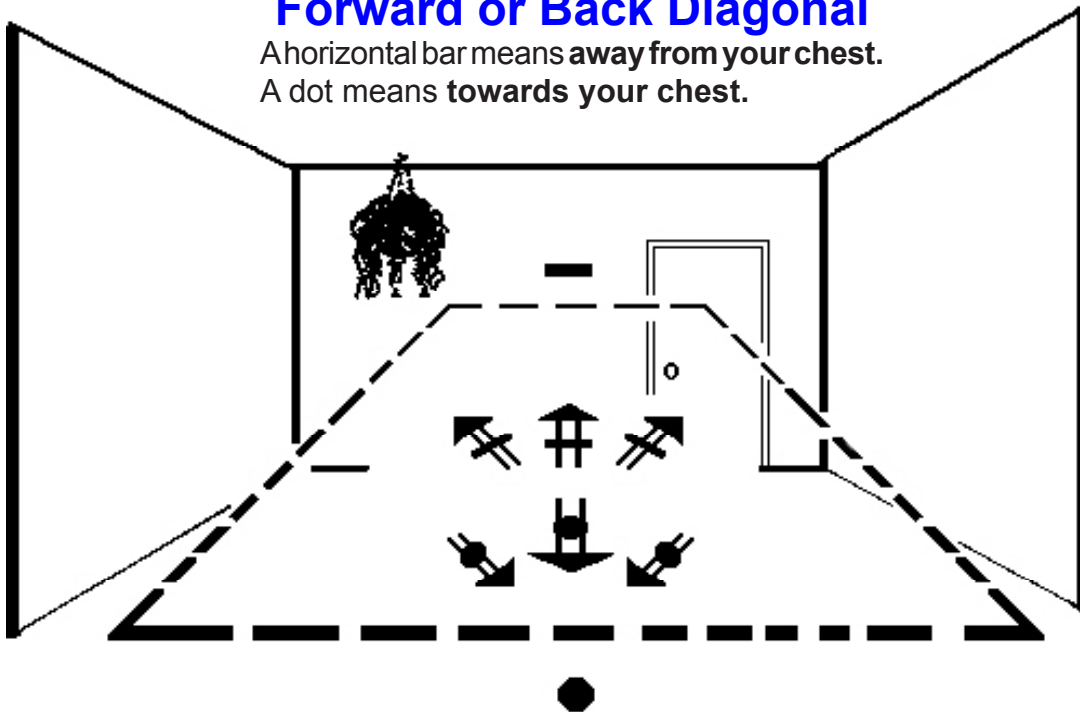 Forward or Back Diagonal
A horizontal bar means away from your chest.
A dot means towards your chest.